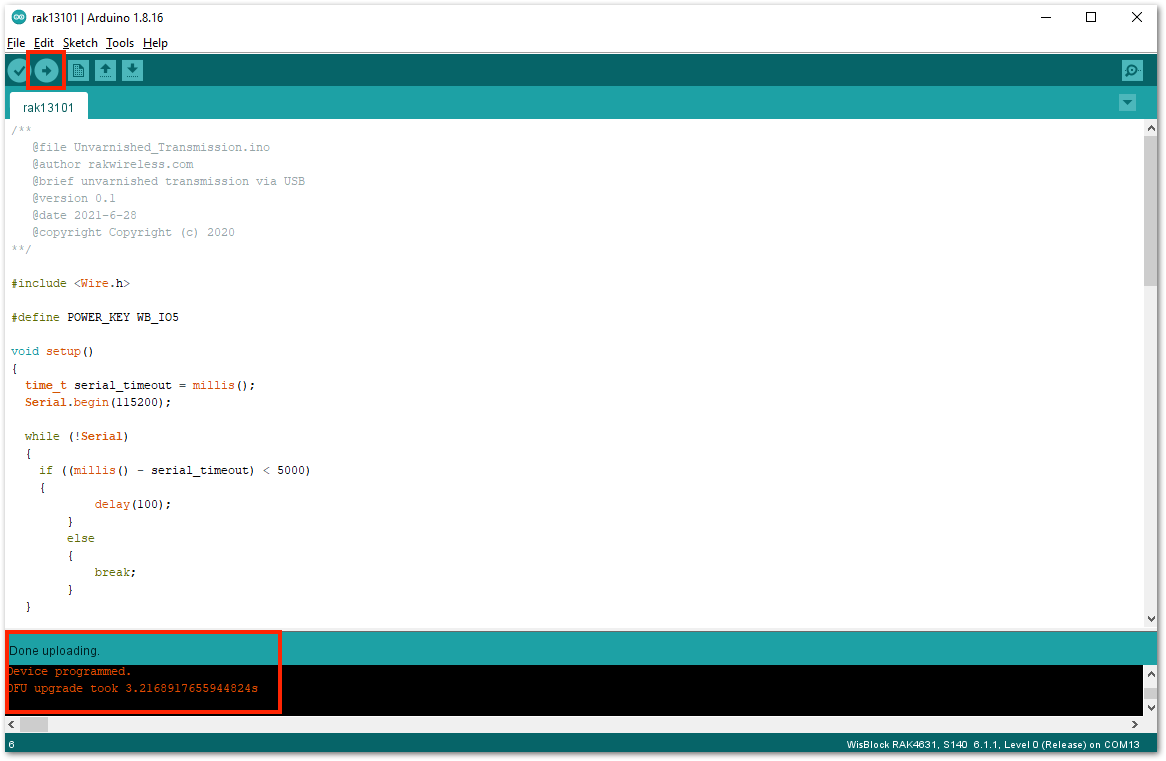 rak13101 | Arduino 1.8.16
File Edit Sketch Tools Help
rak13101
/**
@file Unvarnished_Transmission.ino
@author rakwireless.com
@brief unvarnished transmission via USB
@version 0.1
@date 2021-6-28
@copyright Copyright (c) 2020
**/
#include <Wire.h>
#define POWER_KEY WB_IO5
void setup()
{
time_t serial_timeout = millis();
Serial.begin(115200);
while (!Serial)
{
if ((millis() - serial_timeout) < 5000)
{
delay(100);
}
else
{
break;
}
}
Done uploading.
Device programmed.
DFU upgrade took 3.2168917655944824s
6 WisBlock RAK4631, S140 6.1.1, Level 0 (Release) on COM13